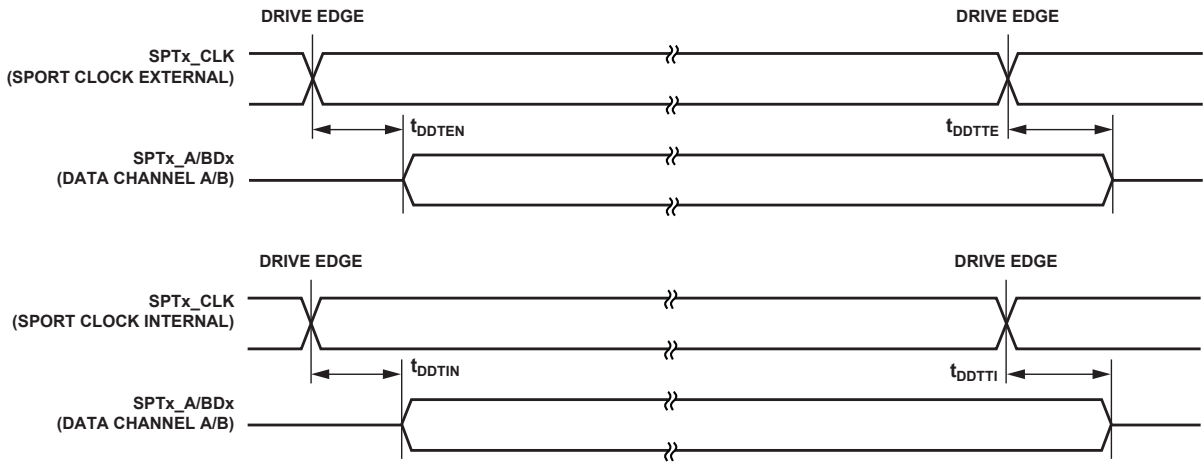 DRIVE EDGE DRIVE EDGE
SPTx_CLK
(SPORT CLOCK EXTERNAL)
tDDTEN tDDTTE
SPTx_A/BDx
(DATA CHANNEL A/B)
DRIVE EDGE DRIVE EDGE
SPTx_CLK
(SPORT CLOCK INTERNAL)
tDDTIN tDDTTI
SPTx_A/BDx
(DATA CHANNEL A/B)